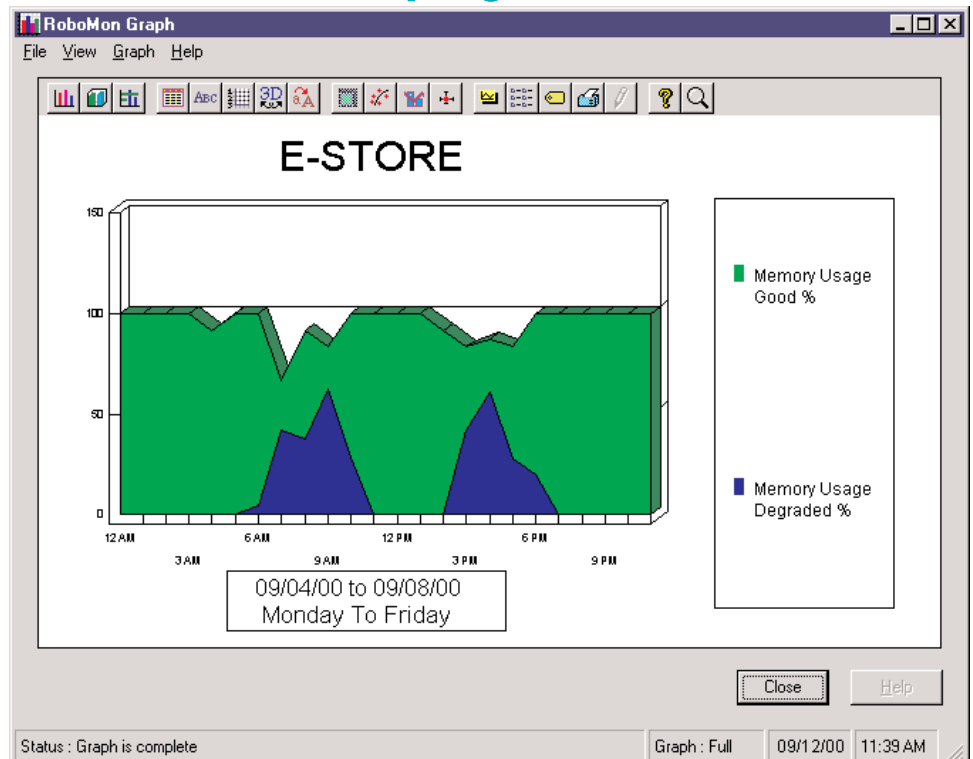 RoboMon Graph
File View Graph Help
ABC
3D
aA
E-STORE
150
100
50
0
12 AM
3 AM
6 AM
9 AM
12 PM
3 PM
6 PM
9 PM
Memory Usage
Good %
Memory Usage
Degraded %
09/04/00 to 09/08/00
Monday To Friday
Close
Help
Status : Graph is complete
Graph : Full
09/12/00
11:39 AM